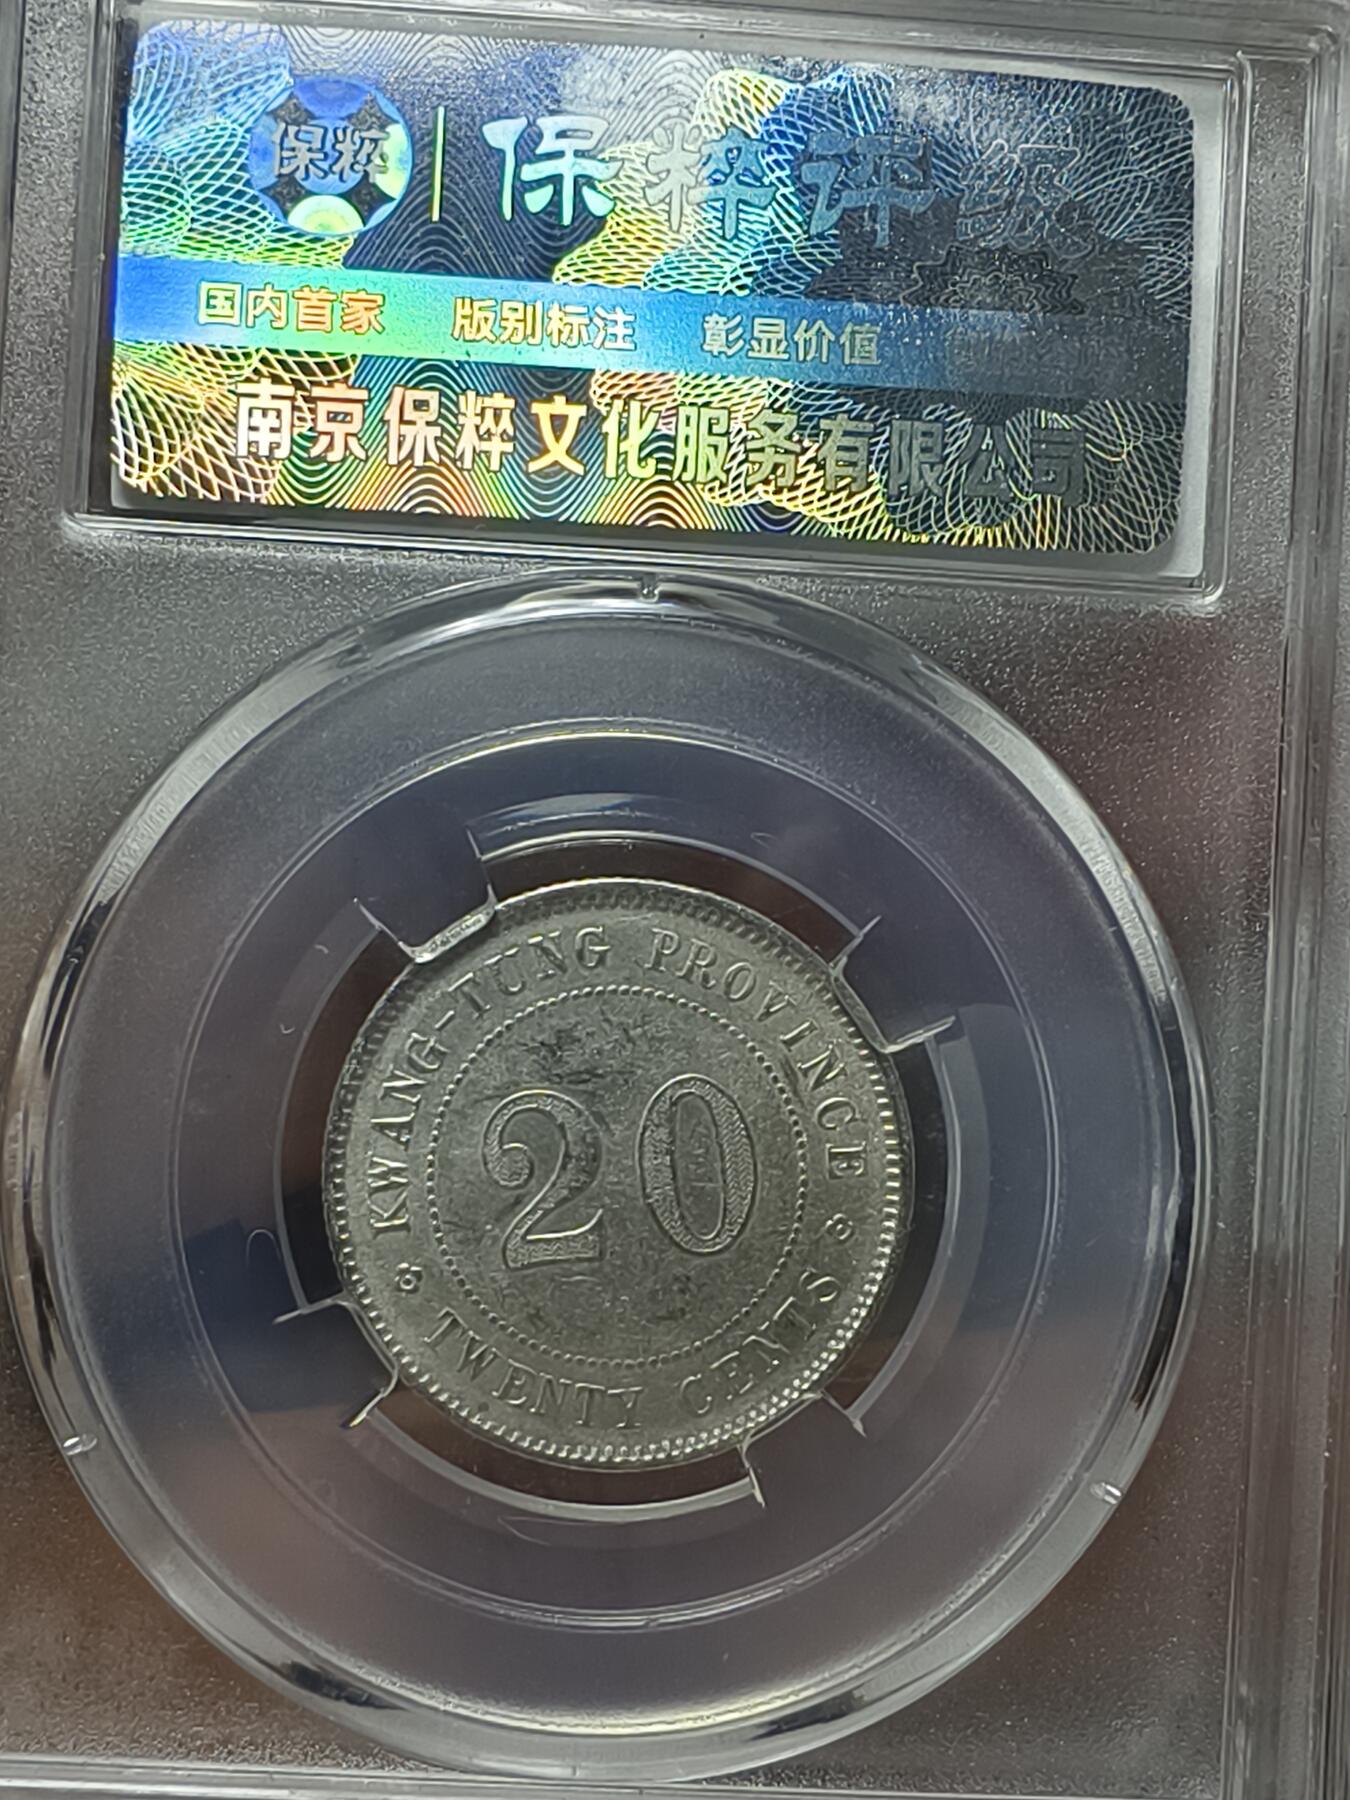 保粹 保粹评级
国内首家 版别标注 彰显价值
南京保粹文化服务有限公司
KWANG-TUNG PROVINCE
20
TWENTY CENTS